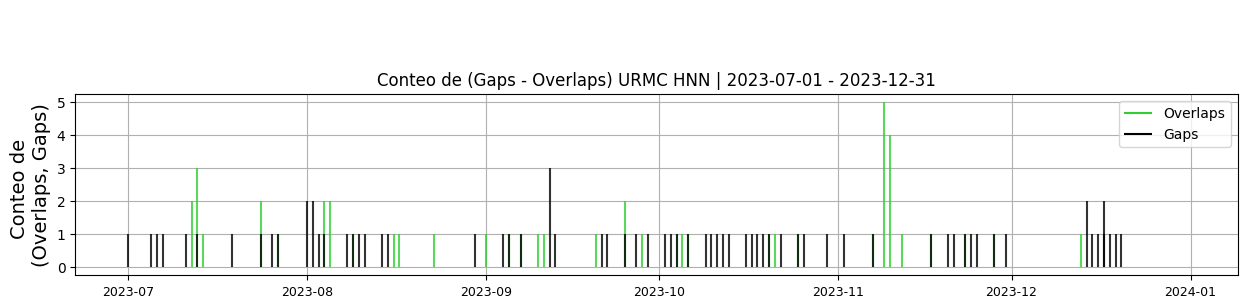 Conteo de (Gaps - Overlaps) URMC HNN | 2023-07-01 - 2023-12-31
Conteo de
(Overlaps, Gaps)
5
4
3
2
1
0
Overlaps
Gaps
2023-07
2023-08
2023-09
2023-10
2023-11
2023-12
2024-01